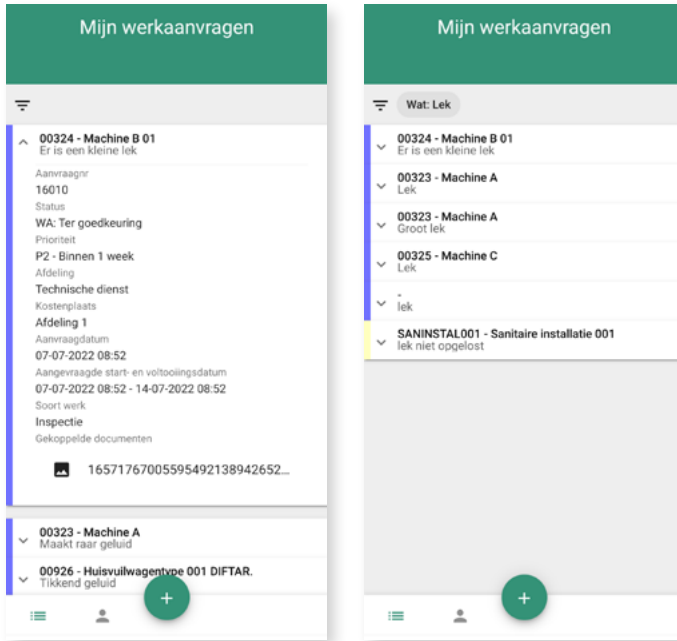 Mijn werkaanvragen
00324 - Machine B 01
Er is een kleine lek
Aanvraagnr
16010
Status
WA: Ter goedkeuring
Prioriteit
P2 - Binnen 1 week
Afdeling
Technische dienst
Kostenplaats
Afdeling 1
Aanvraagdatum
07-07-2022 08:52
Aangevraagde start- en voltooiingsdatum
07-07-2022 08:52 - 14-07-2022 08:52
Soort werk
Inspectie
Gekoppelde documenten
16571767005595492138942652...
00323 - Machine A
Maakt raar geluid
00926 - Huisvuilwagentype 001 DIFTAR.
Tikkend geluid
+
Mijn werkaanvragen
Wat: Lek
00324 - Machine B 01
Er is een kleine lek
00323 - Machine A
Lek
00323 - Machine A
Groot lek
00325 - Machine C
Lek
-
lek
SANINSTAL001 - Sanitaire installatie 001
lek niet opgelost
+